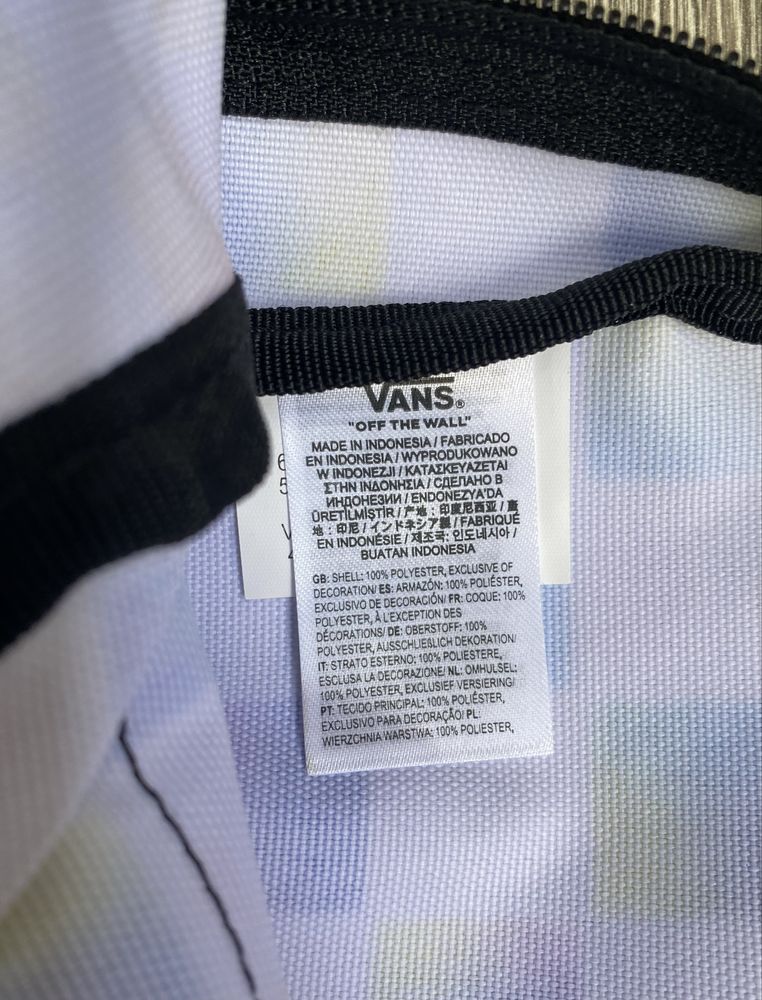 VANS®
"OFF THE WALL"
MADE IN INDONESIA / FABRICADO
EN INDONESIA / WYPRODUKOWANO
W INDONEZJI / ΚΑΤΑΣΚΕΥΑΖΕΤΑΙ
ΣΤΗΝ ΙΝΔΟΝΗΣΙΑ / СДЕЛАНО В
ИНДОНЕЗИИ / ENDONEZYA'DA
ÜRETİLMİŞTİR / 产地：印度尼西亚 / 產
地：印尼 / インドネシア製 / FABRIQUÉ
EN INDONÉSIE / 제조국: 인도네시아 /
BUATAN INDONESIA
GB: SHELL: 100% POLYESTER, EXCLUSIVE OF
DECORATION/ ES: ARMAZÓN: 100% POLIÉSTER,
EXCLUSIVO DE DECORACIÓN/ FR: COQUE: 100%
POLYESTER, À L'EXCEPTION DES
DÉCORATIONS/ DE: OBERSTOFF: 100%
POLYESTER, AUSSCHLIEßLICH DEKORATION/
IT: STRATO ESTERNO: 100% POLIESTERE,
ESCLUSA LA DECORAZIONE/ NL: OMHULSEL:
100% POLYESTER, EXCLUSIEF VERSIERING/
PT: TECIDO PRINCIPAL: 100% POLIÉSTER,
EXCLUSIVO PARA DECORAÇÃO/ PL:
WIERZCHNIA WARSTWA: 100% POLIESTER,